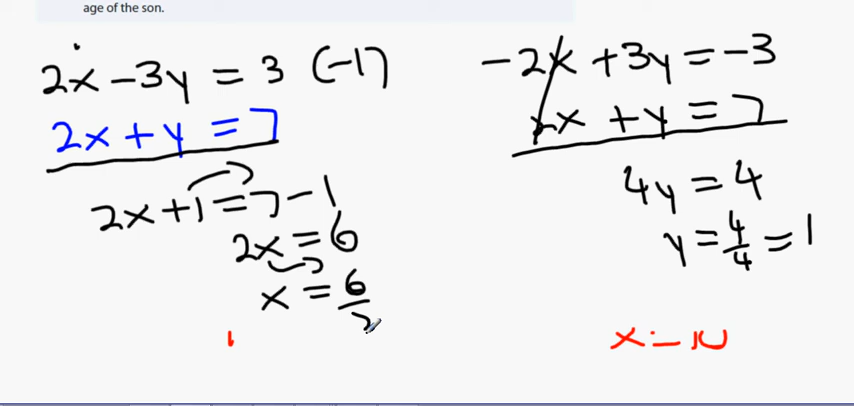 age of the son.
2x - 3y = 3 (-1)
2x + y = 7
2x + 1 = 7 - 1
2x = 6
x = 6/2
-2x + 3y = -3
2x + y = 7
4y = 4
y = 4/4 = 1